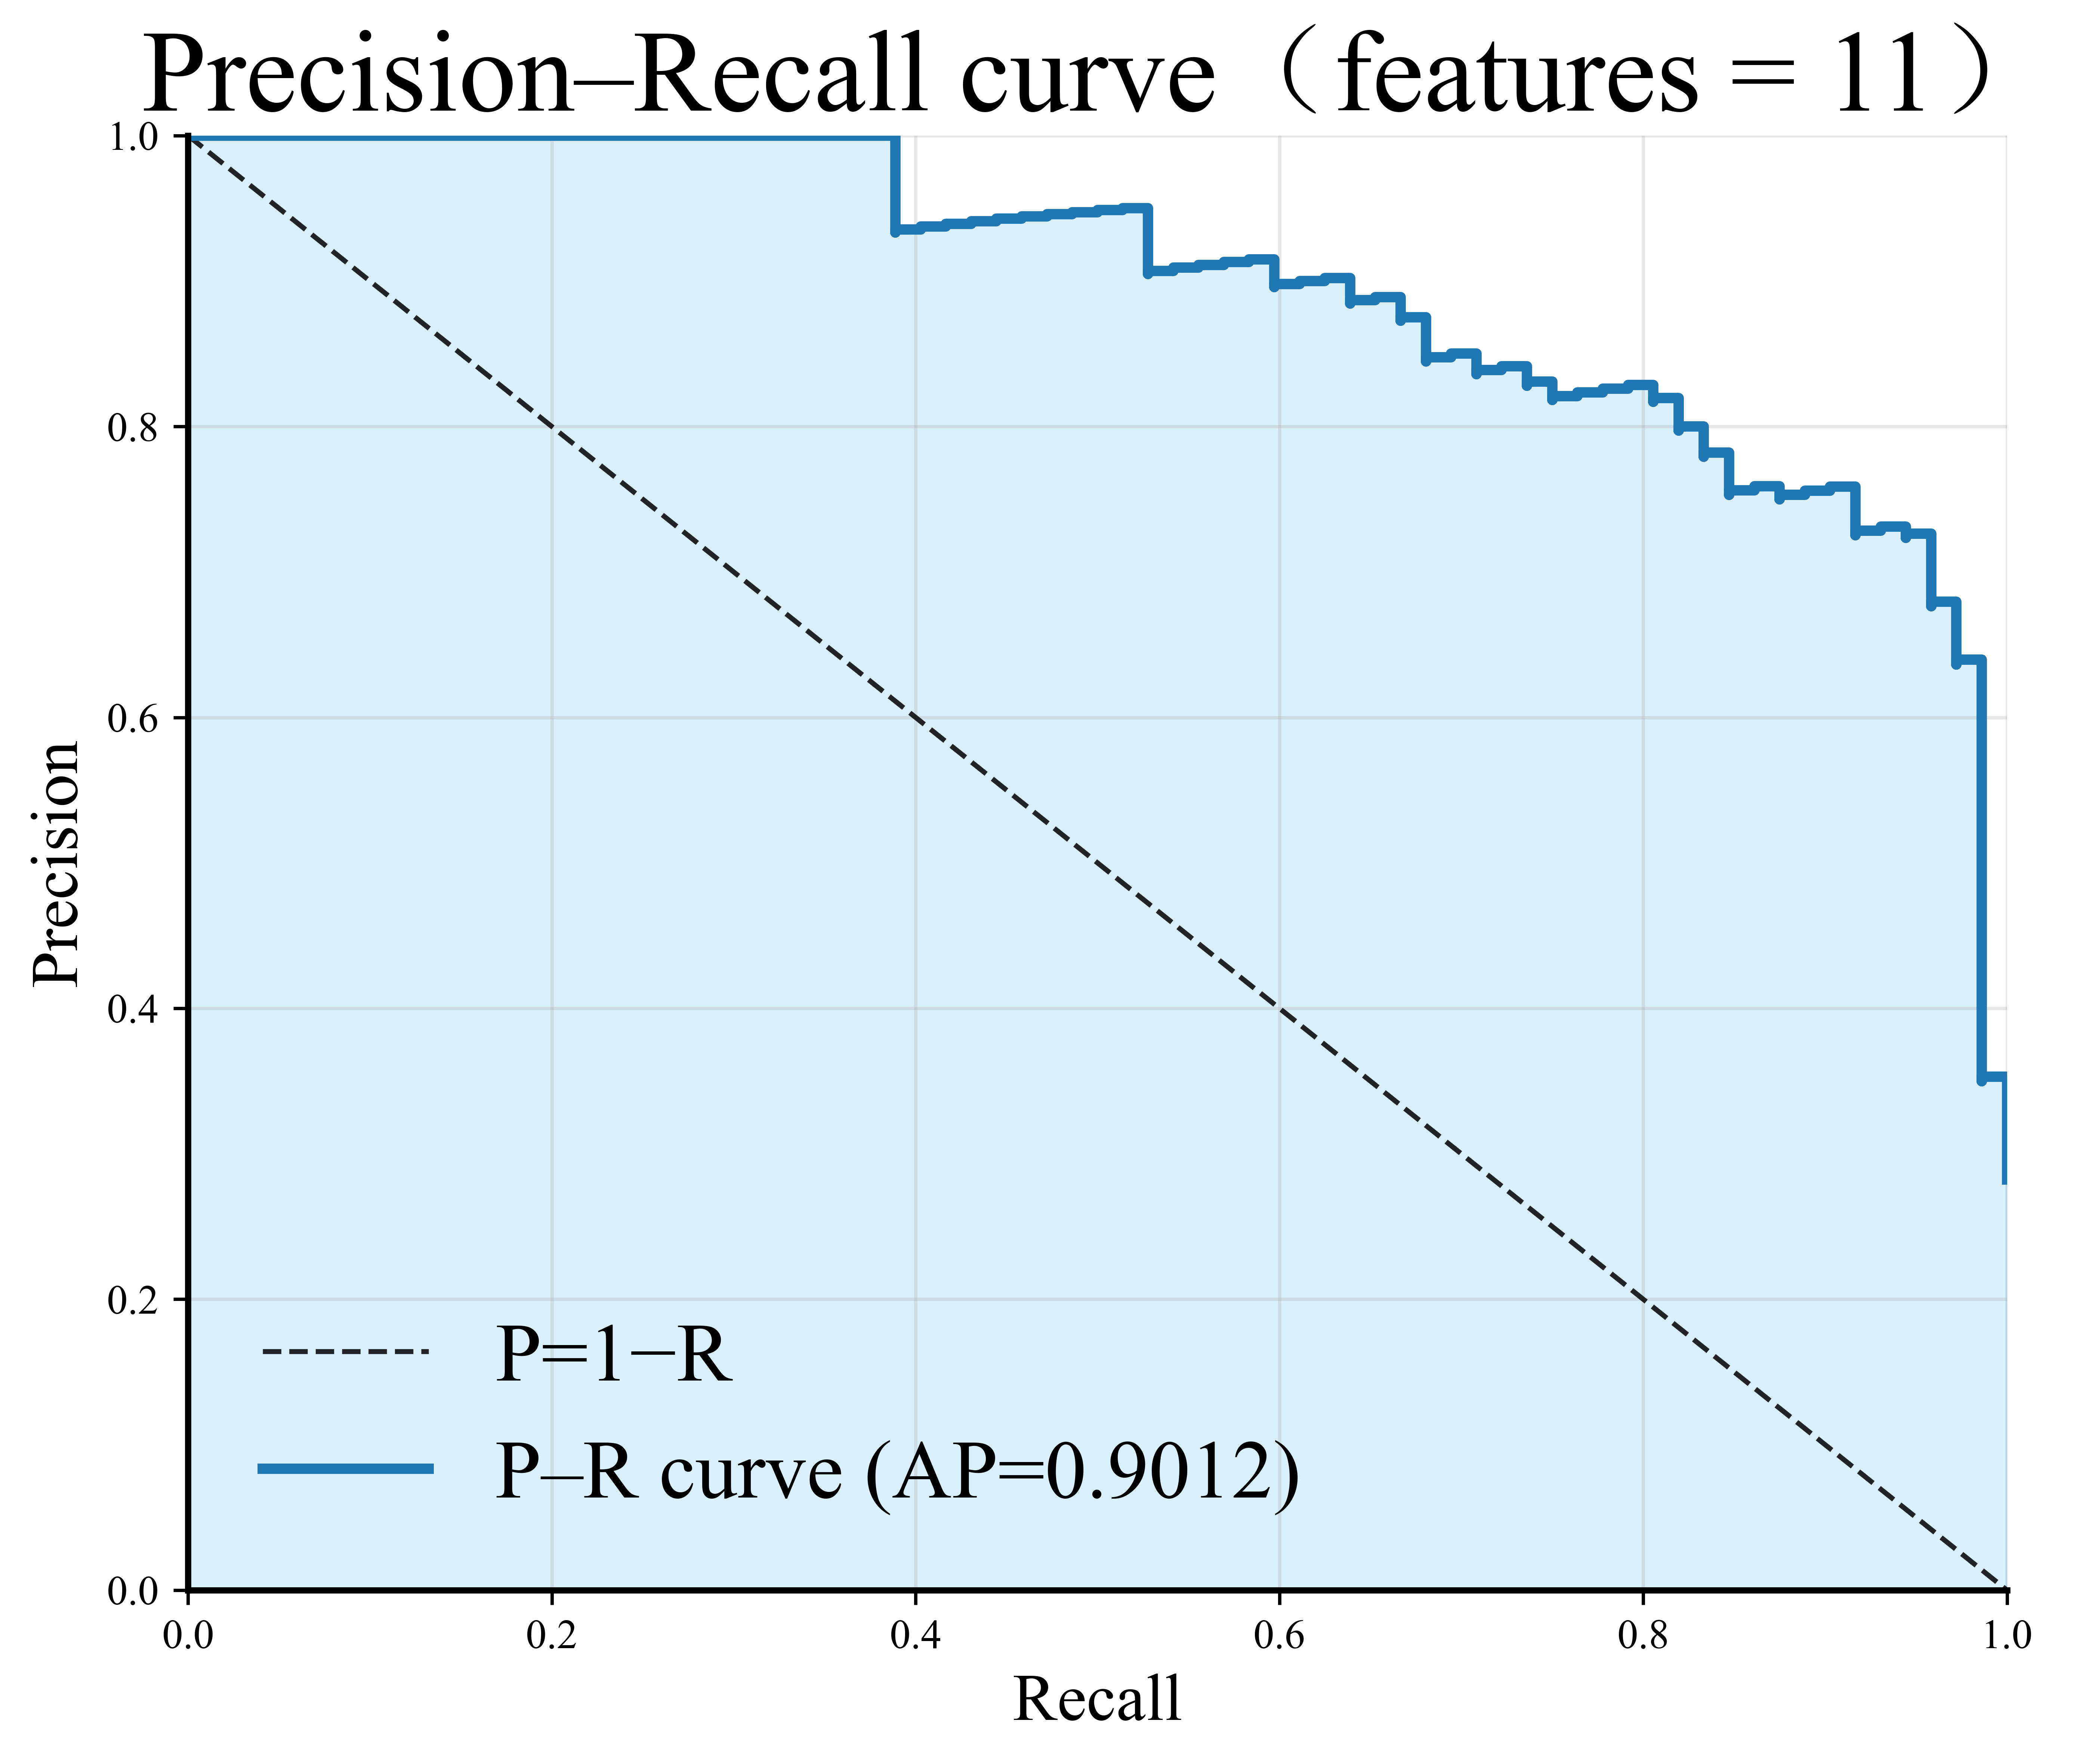 Precision–Recall curve（features = 11）
1.0
0.8
0.6
0.4
0.2
0.0
Precision
P=1−R
P–R curve (AP=0.9012)
0.0 0.2 0.4 0.6 0.8 1.0
Recall